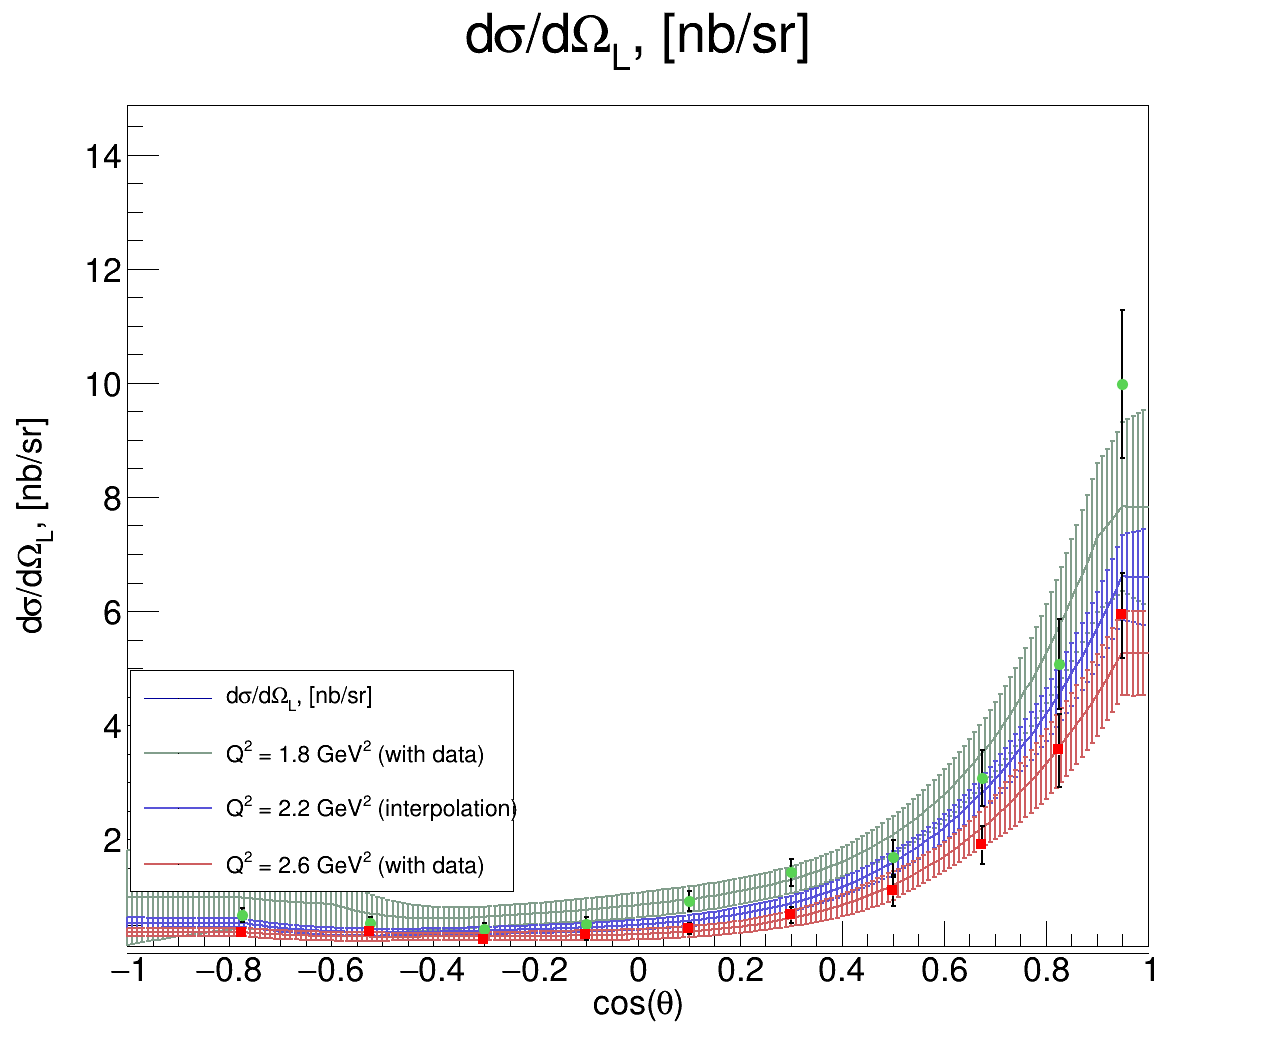 dσ/dΩL, [nb/sr]
dσ/dΩL, [nb/sr]
14
12
10
8
6
4
2
dσ/dΩL, [nb/sr]
Q2 = 1.8 GeV2 (with data)
Q2 = 2.2 GeV2 (interpolation)
Q2 = 2.6 GeV2 (with data)
−1 −0.8 −0.6 −0.4 −0.2 0 0.2 0.4 0.6 0.8 1
cos(θ)